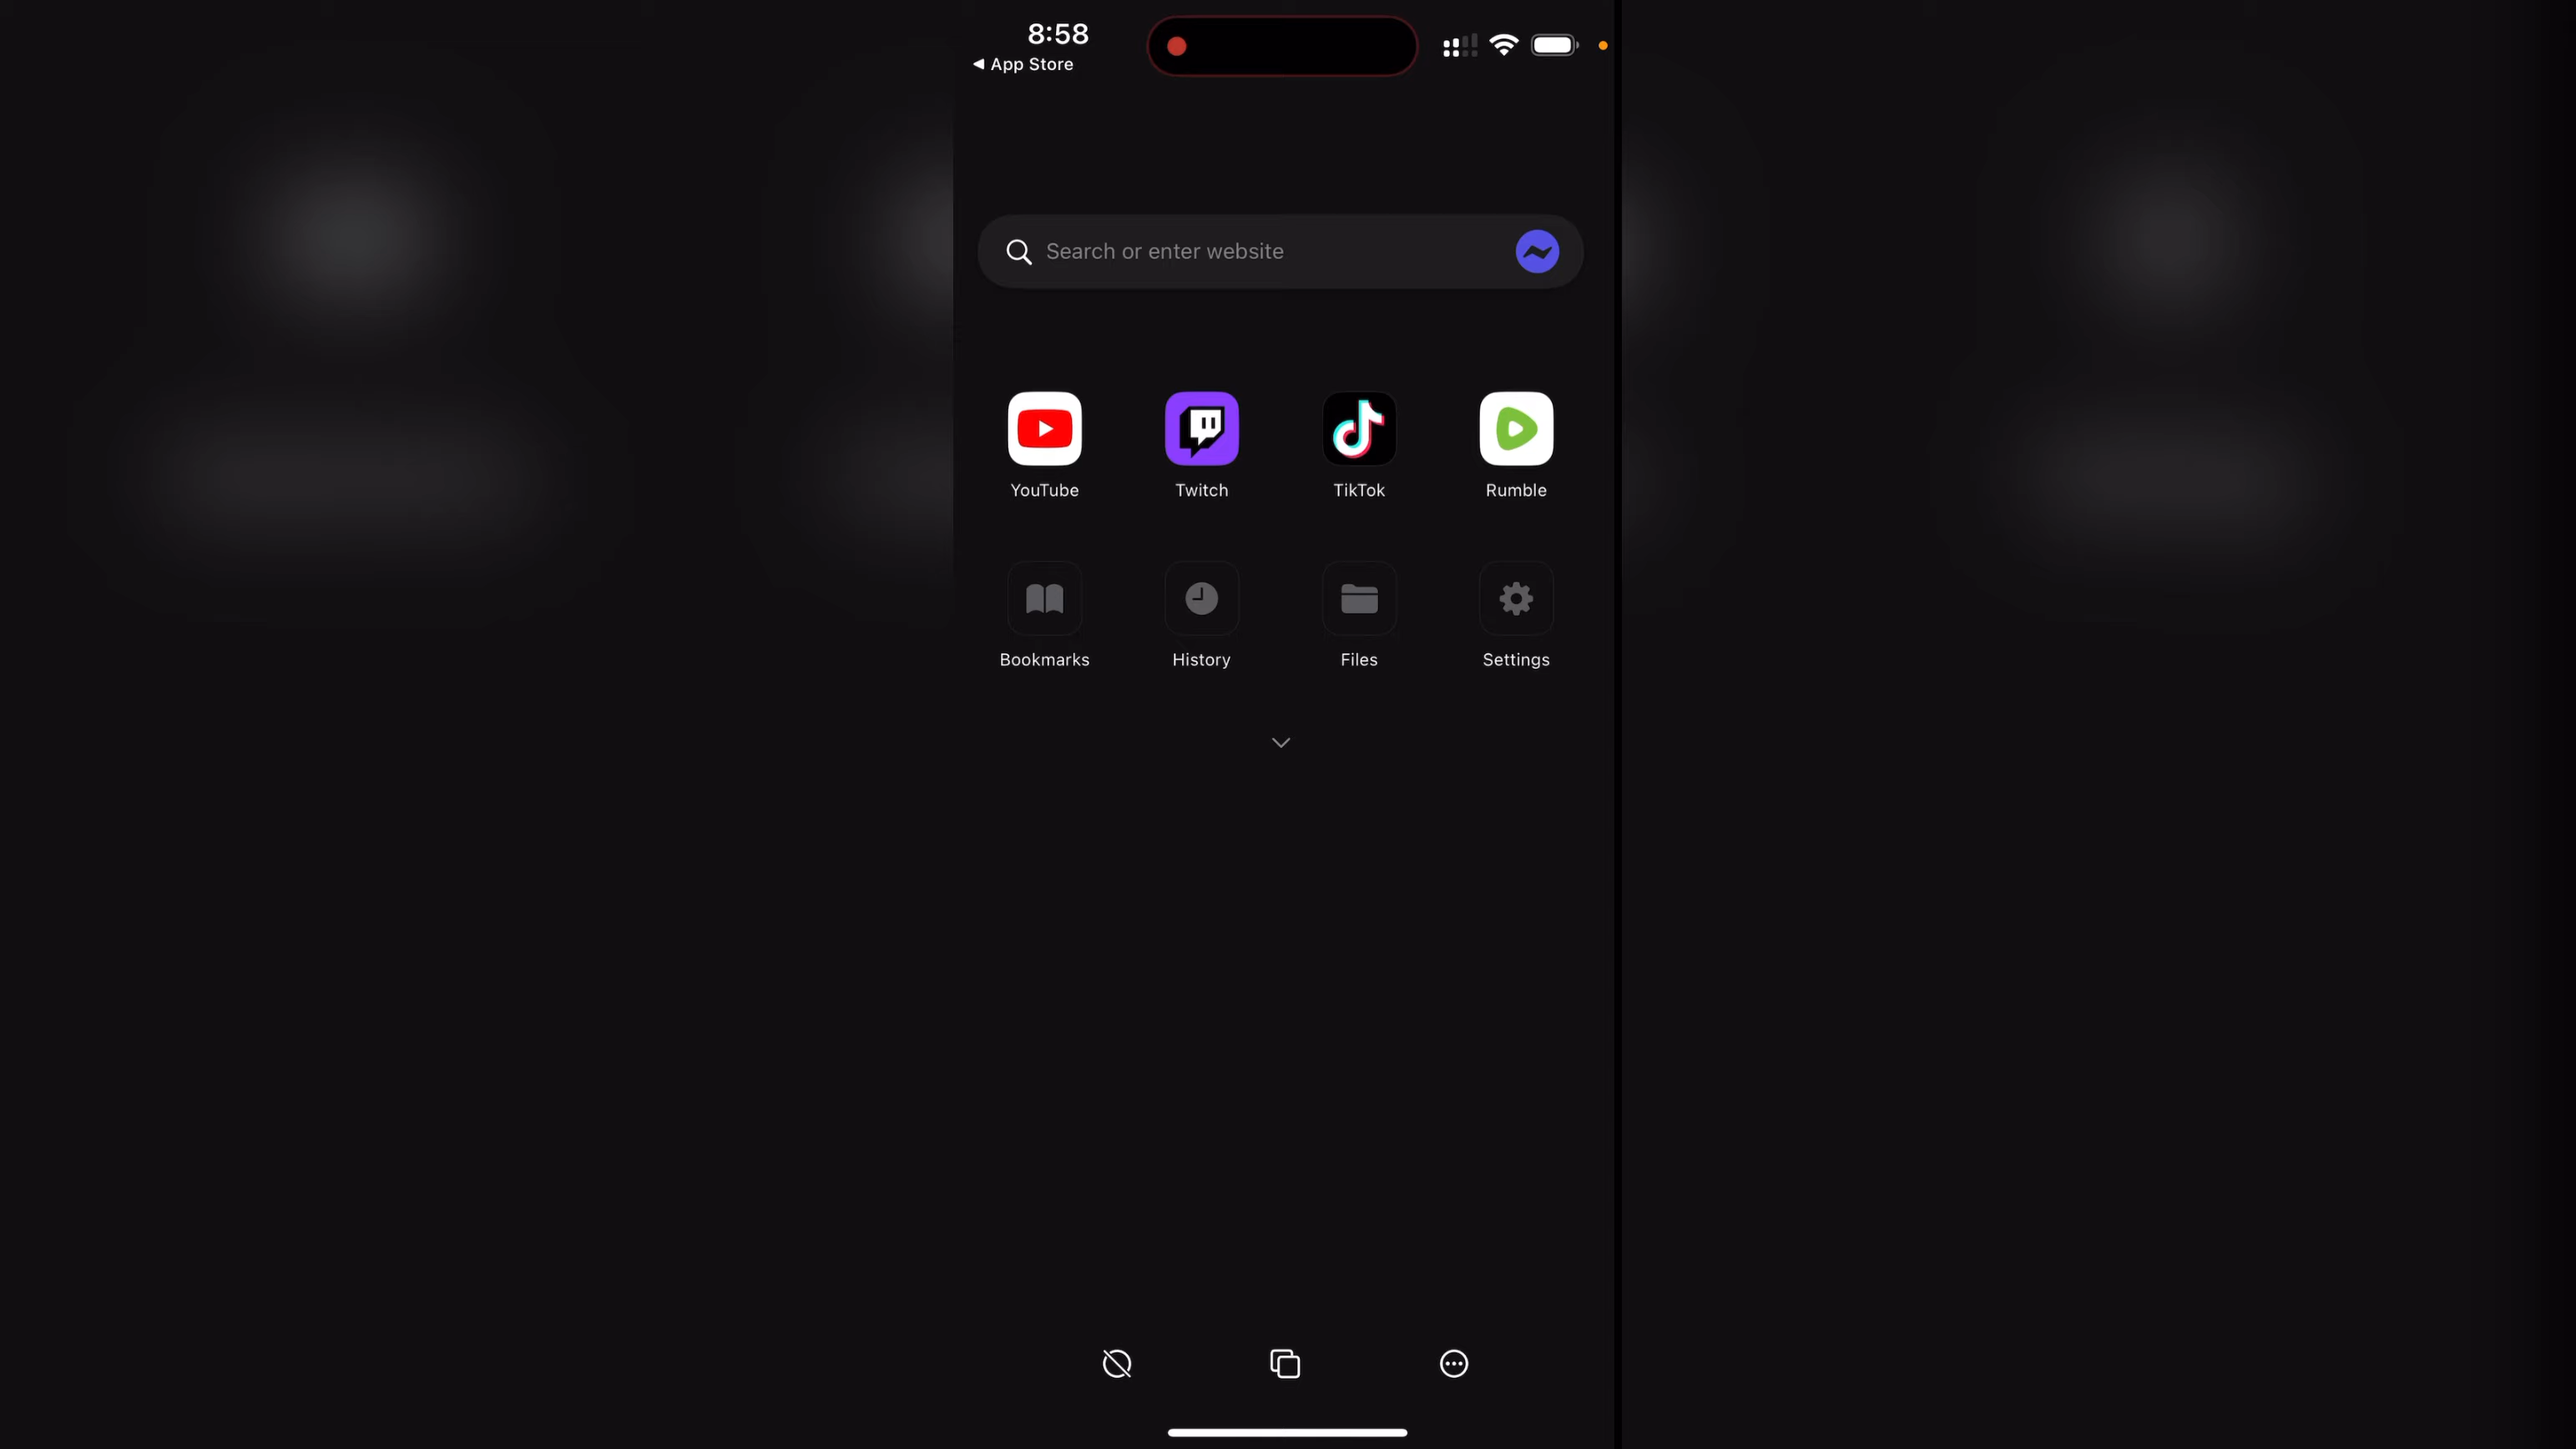 8:58
◀ App Store
Search or enter website
YouTube
Twitch
TikTok
Rumble
Bookmarks
History
Files
Settings